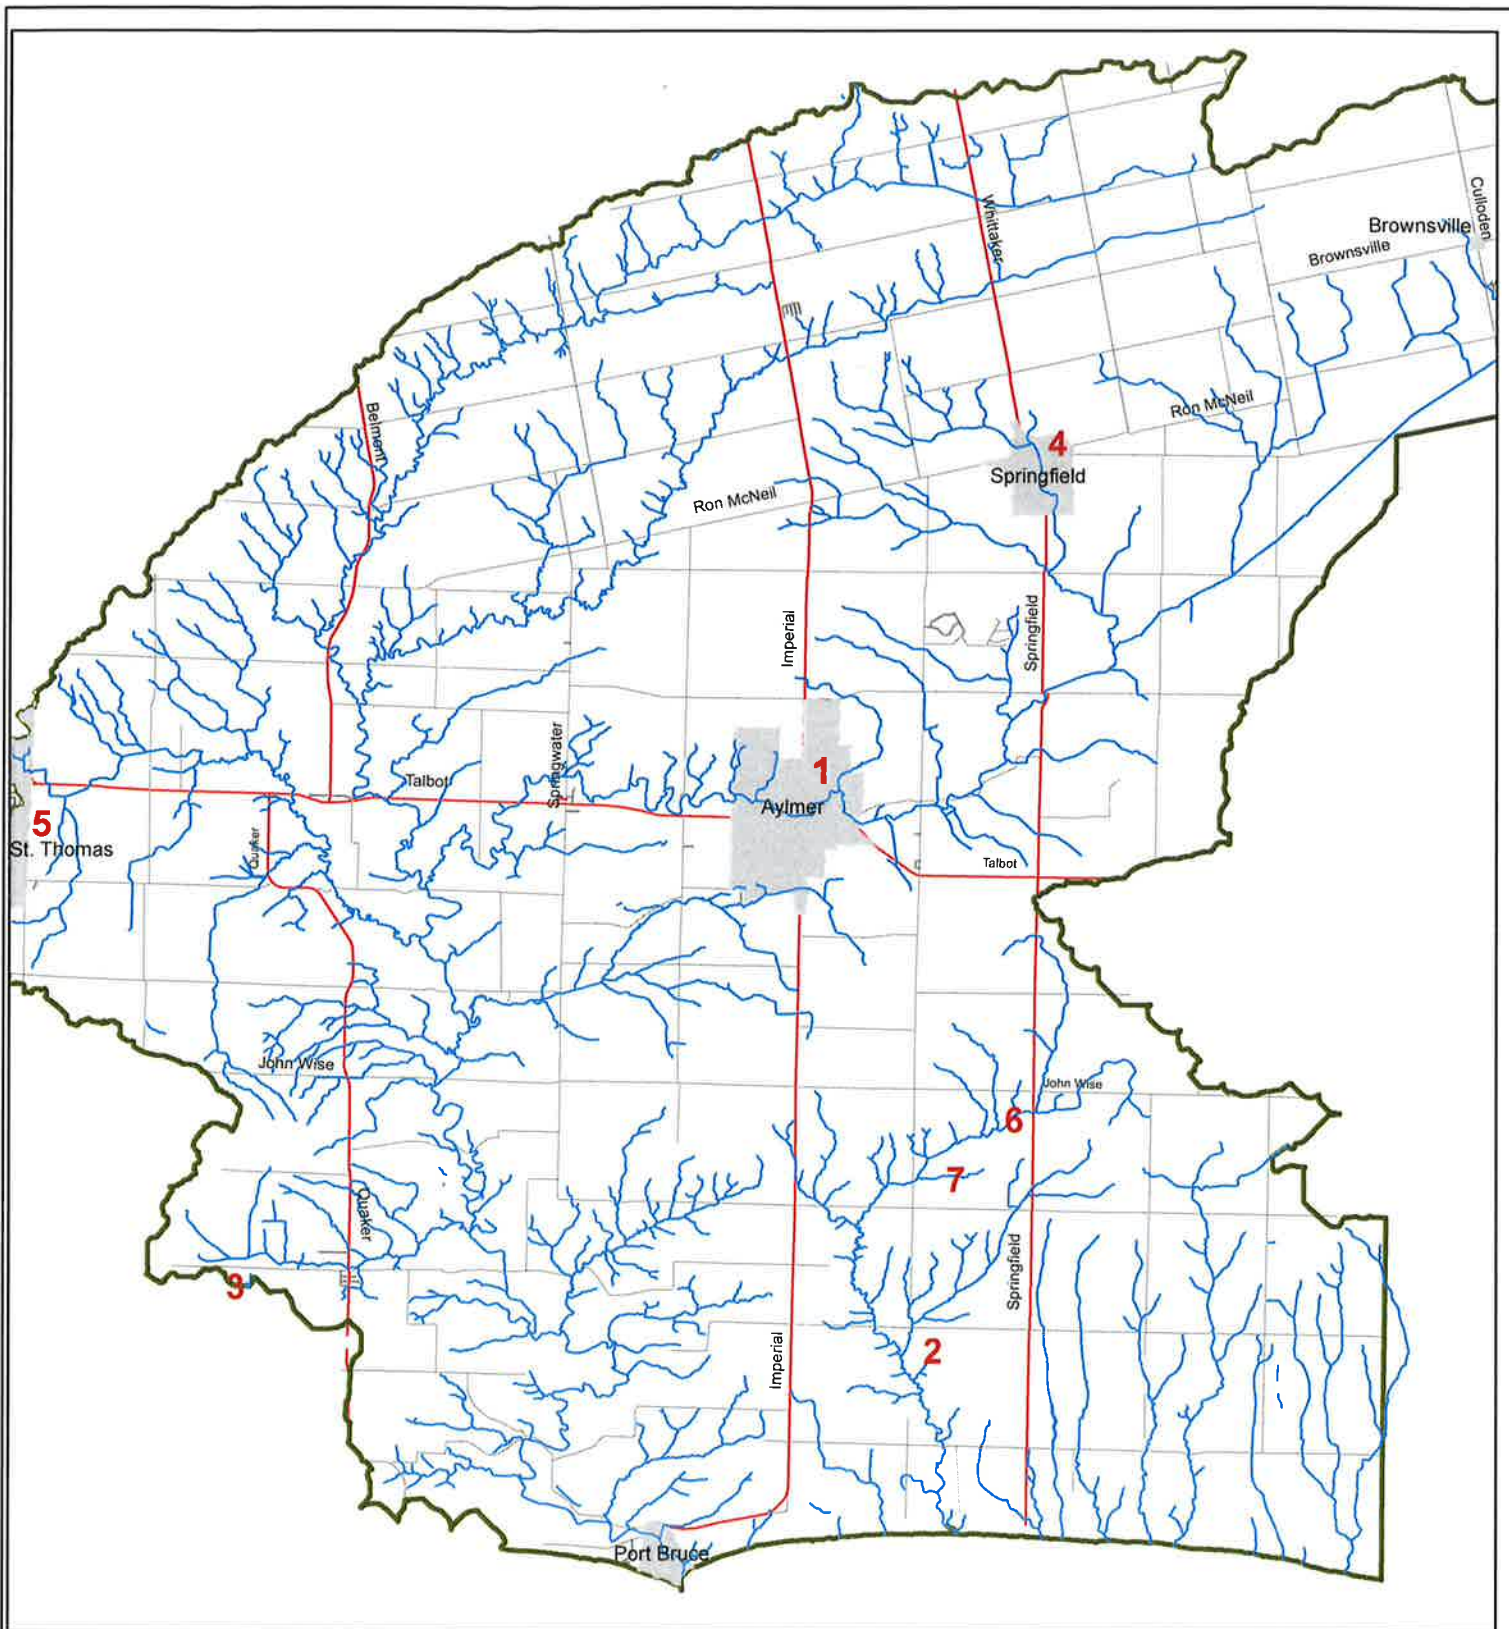 Whittaker
Culloden
Brownsville
Brownsville
Belmont
Ron McNeil
4
Springfield
Ron McNeil
Imperial
Springfield
Springwater
Talbot
1
Aylmer
5
St. Thomas
Quaker
Talbot
John Wise
John Wise
6
7
Quaker
Springfield
3
2
Imperial
Port Bruce